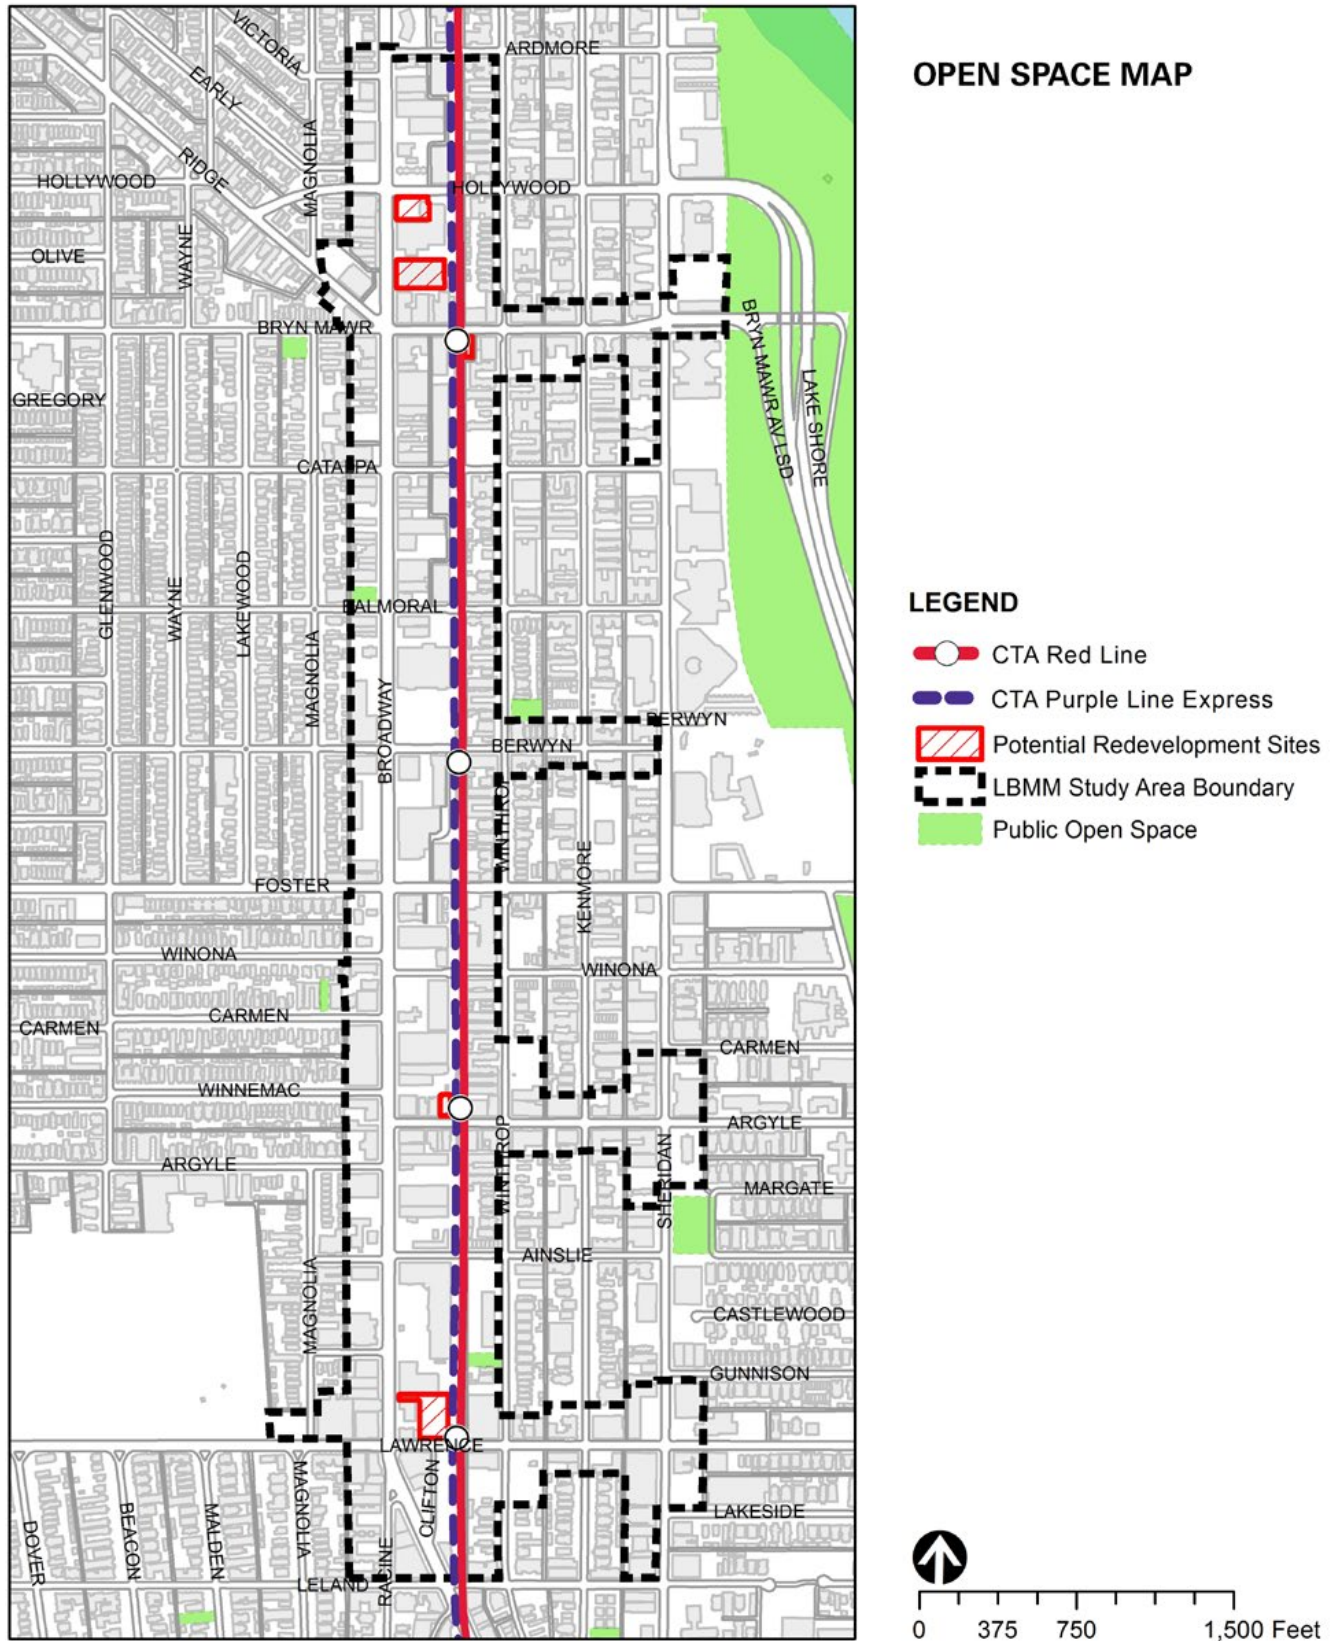 OPEN SPACE MAP
VICTORIA
ARDMORE
EARLY
RIDGE
MAGNOLIA
HOLLYWOOD
HOLLYWOOD
OLIVE
WAYNE
BRYN MAWR
BRYN MAWR AV LSD
LAKE SHORE
GREGORY
CATALPA
GLENWOOD
WAYNE
LAKEWOOD
BALMORAL
MAGNOLIA
BROADWAY
BERWYN
BERWYN
WINTHROP
KENMORE
FOSTER
WINONA
WINONA
CARMEN
CARMEN
CARMEN
WINNEMAC
ARGYLE
WINTHROP
SHERIDAN
ARGYLE
MARGATE
AINSLIE
MAGNOLIA
CASTLEWOOD
GUNNISON
LAWRENCE
CLIFTON
LAKESIDE
DOVER
BEACON
MALDEN
MAGNOLIA
RACINE
LELAND
LEGEND
CTA Red Line
CTA Purple Line Express
Potential Redevelopment Sites
LBMM Study Area Boundary
Public Open Space
0 375 750 1,500 Feet